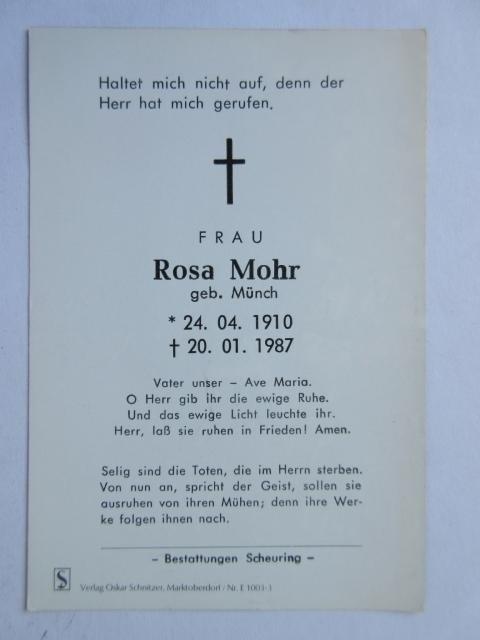 Haltet mich nicht auf, denn der
Herr hat mich gerufen.
FRAU
Rosa Mohr
geb. Münch
* 24. 04. 1910
† 20. 01. 1987
Vater unser – Ave Maria.
O Herr gib ihr die ewige Ruhe.
Und das ewige Licht leuchte ihr.
Herr, laß sie ruhen in Frieden! Amen.
Selig sind die Toten, die im Herrn sterben.
Von nun an, spricht der Geist, sollen sie
ausruhen von ihren Mühen; denn ihre Wer-
ke folgen ihnen nach.
– Bestattungen Scheuring –
S Verlag Oskar Schnitzer, Marktoberdorf / Nr. E 1003-3